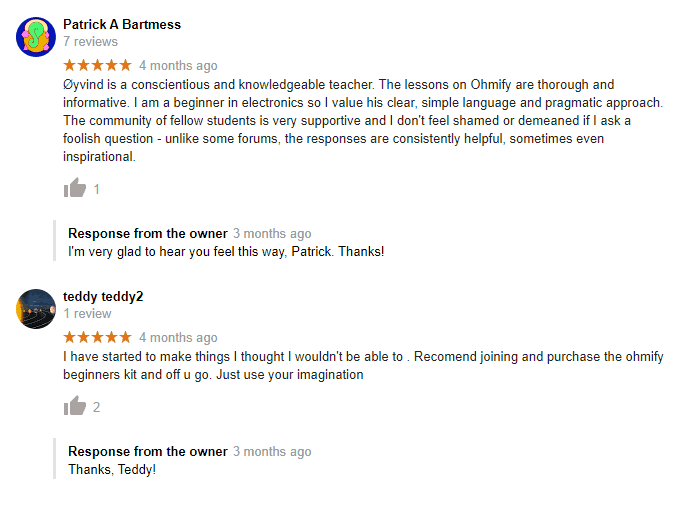 Patrick A Bartmess
7 reviews
4 months ago
Øyvind is a conscientious and knowledgeable teacher. The lessons on Ohmify are thorough and
informative. I am a beginner in electronics so I value his clear, simple language and pragmatic approach.
The community of fellow students is very supportive and I don't feel shamed or demeaned if I ask a
foolish question - unlike some forums, the responses are consistently helpful, sometimes even
inspirational.
1
Response from the owner 3 months ago
I'm very glad to hear you feel this way, Patrick. Thanks!
teddy teddy2
1 review
4 months ago
I have started to make things I thought I wouldn't be able to . Recomend joining and purchase the ohmify
beginners kit and off u go. Just use your imagination
2
Response from the owner 3 months ago
Thanks, Teddy!